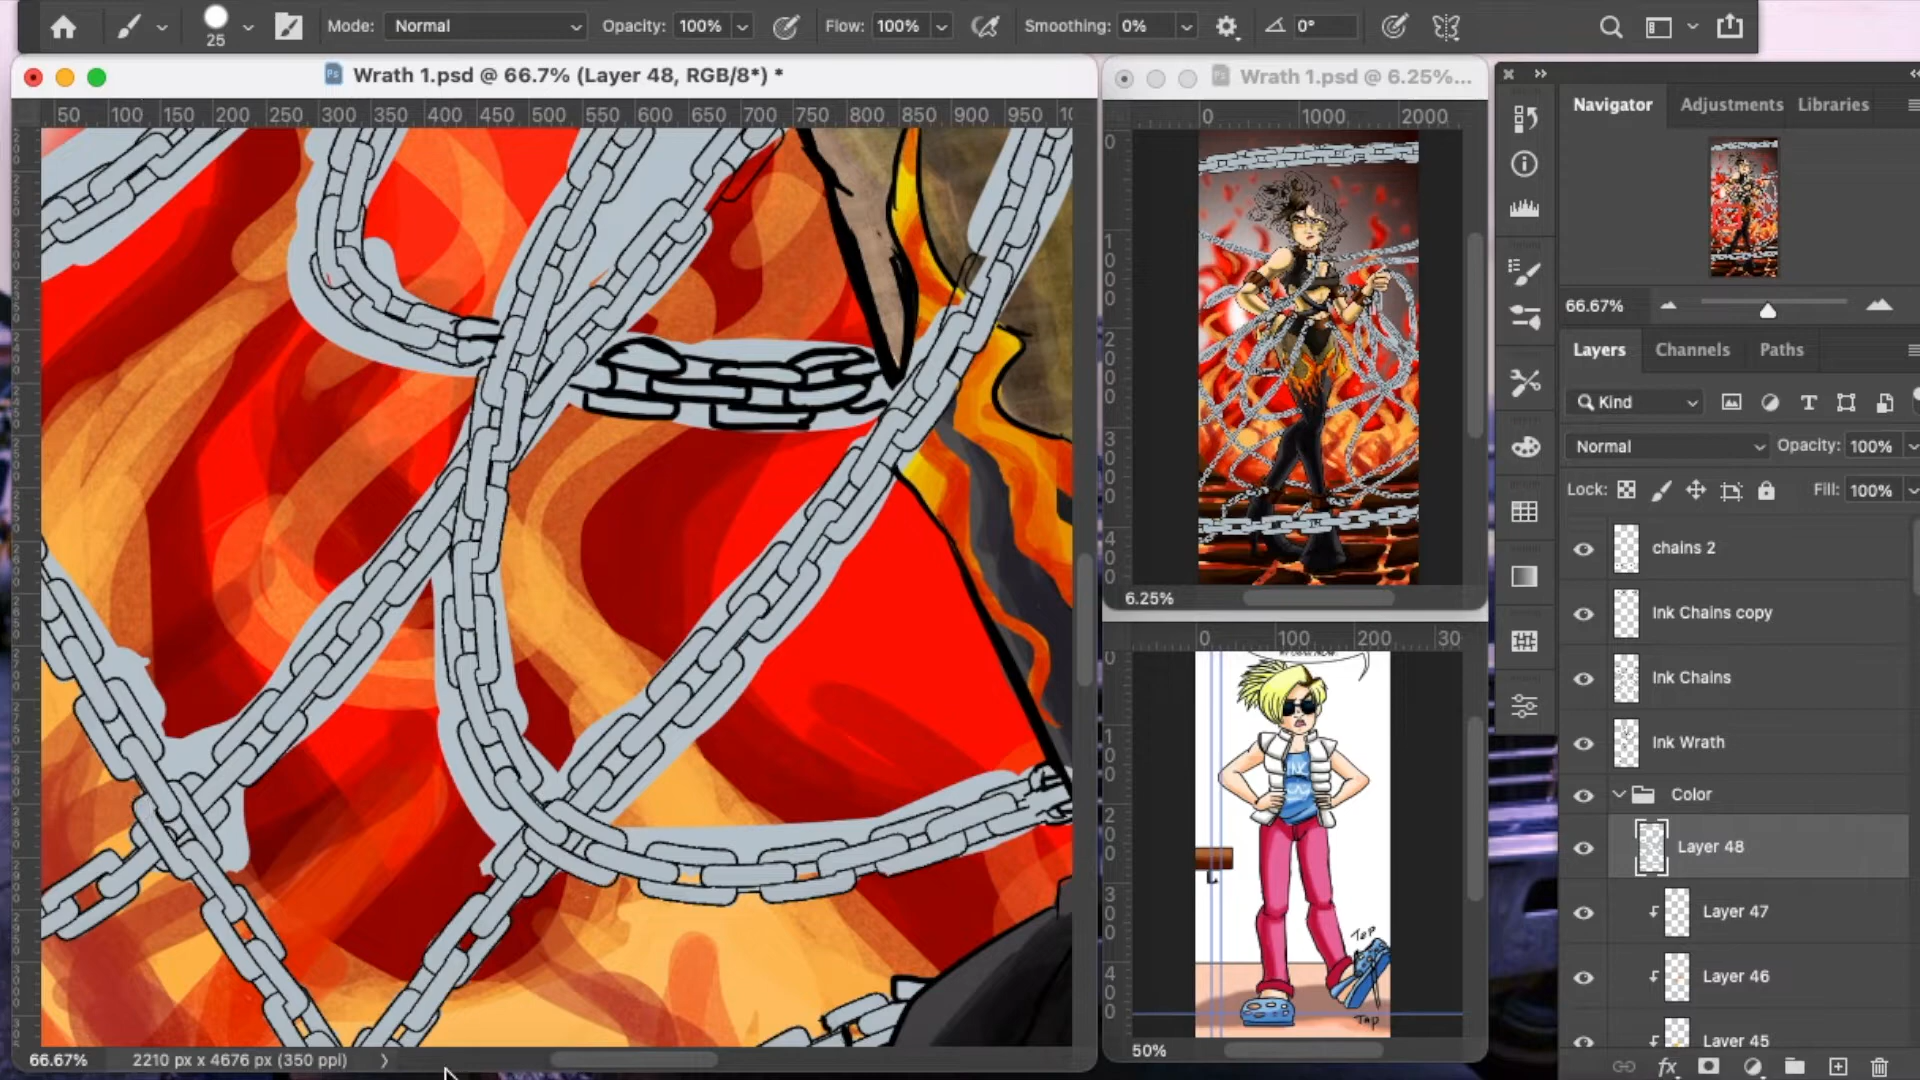 25
Mode: Normal
Opacity: 100%
Flow: 100%
Smoothing: 0%
0°
Wrath 1.psd @ 66.7% (Layer 48, RGB/8*) *
50 100 150 200 250 300 350 400 450 500 550 600 650 700 750 800 850 900 950
66.67%
2210 px x 4676 px (350 ppi)
Wrath 1.psd @ 6.25%...
0 1000 2000
6.25%
0 100 200 30
Tap
Tap
50%
Navigator Adjustments Libraries
66.67%
Layers Channels Paths
Kind
Normal Opacity: 100%
Lock: Fill: 100%
chains 2
Ink Chains copy
Ink Chains
Ink Wrath
Color
Layer 48
Layer 47
Layer 46
Layer 45